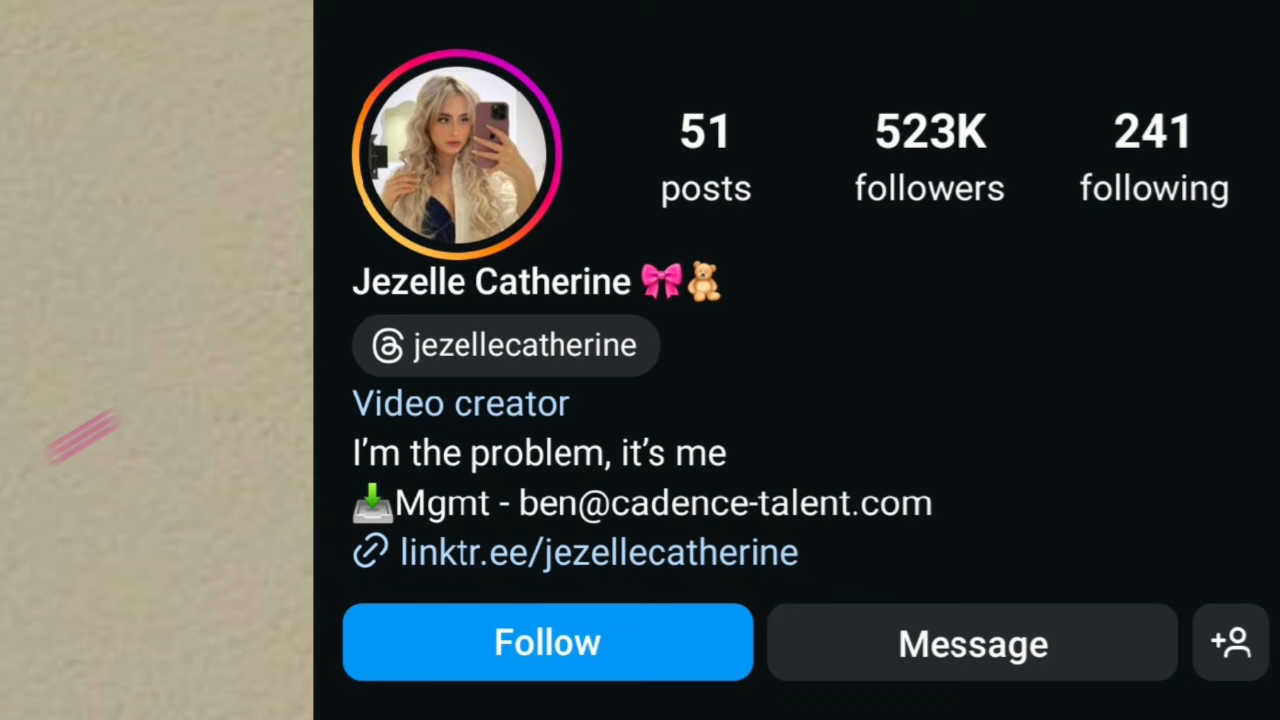 51 523K 241
posts followers following
Jezelle Catherine 🎀🧸
jezellecatherine
Video creator
I’m the problem, it’s me
📥Mgmt - ben@cadence-talent.com
linktr.ee/jezellecatherine
Follow Message